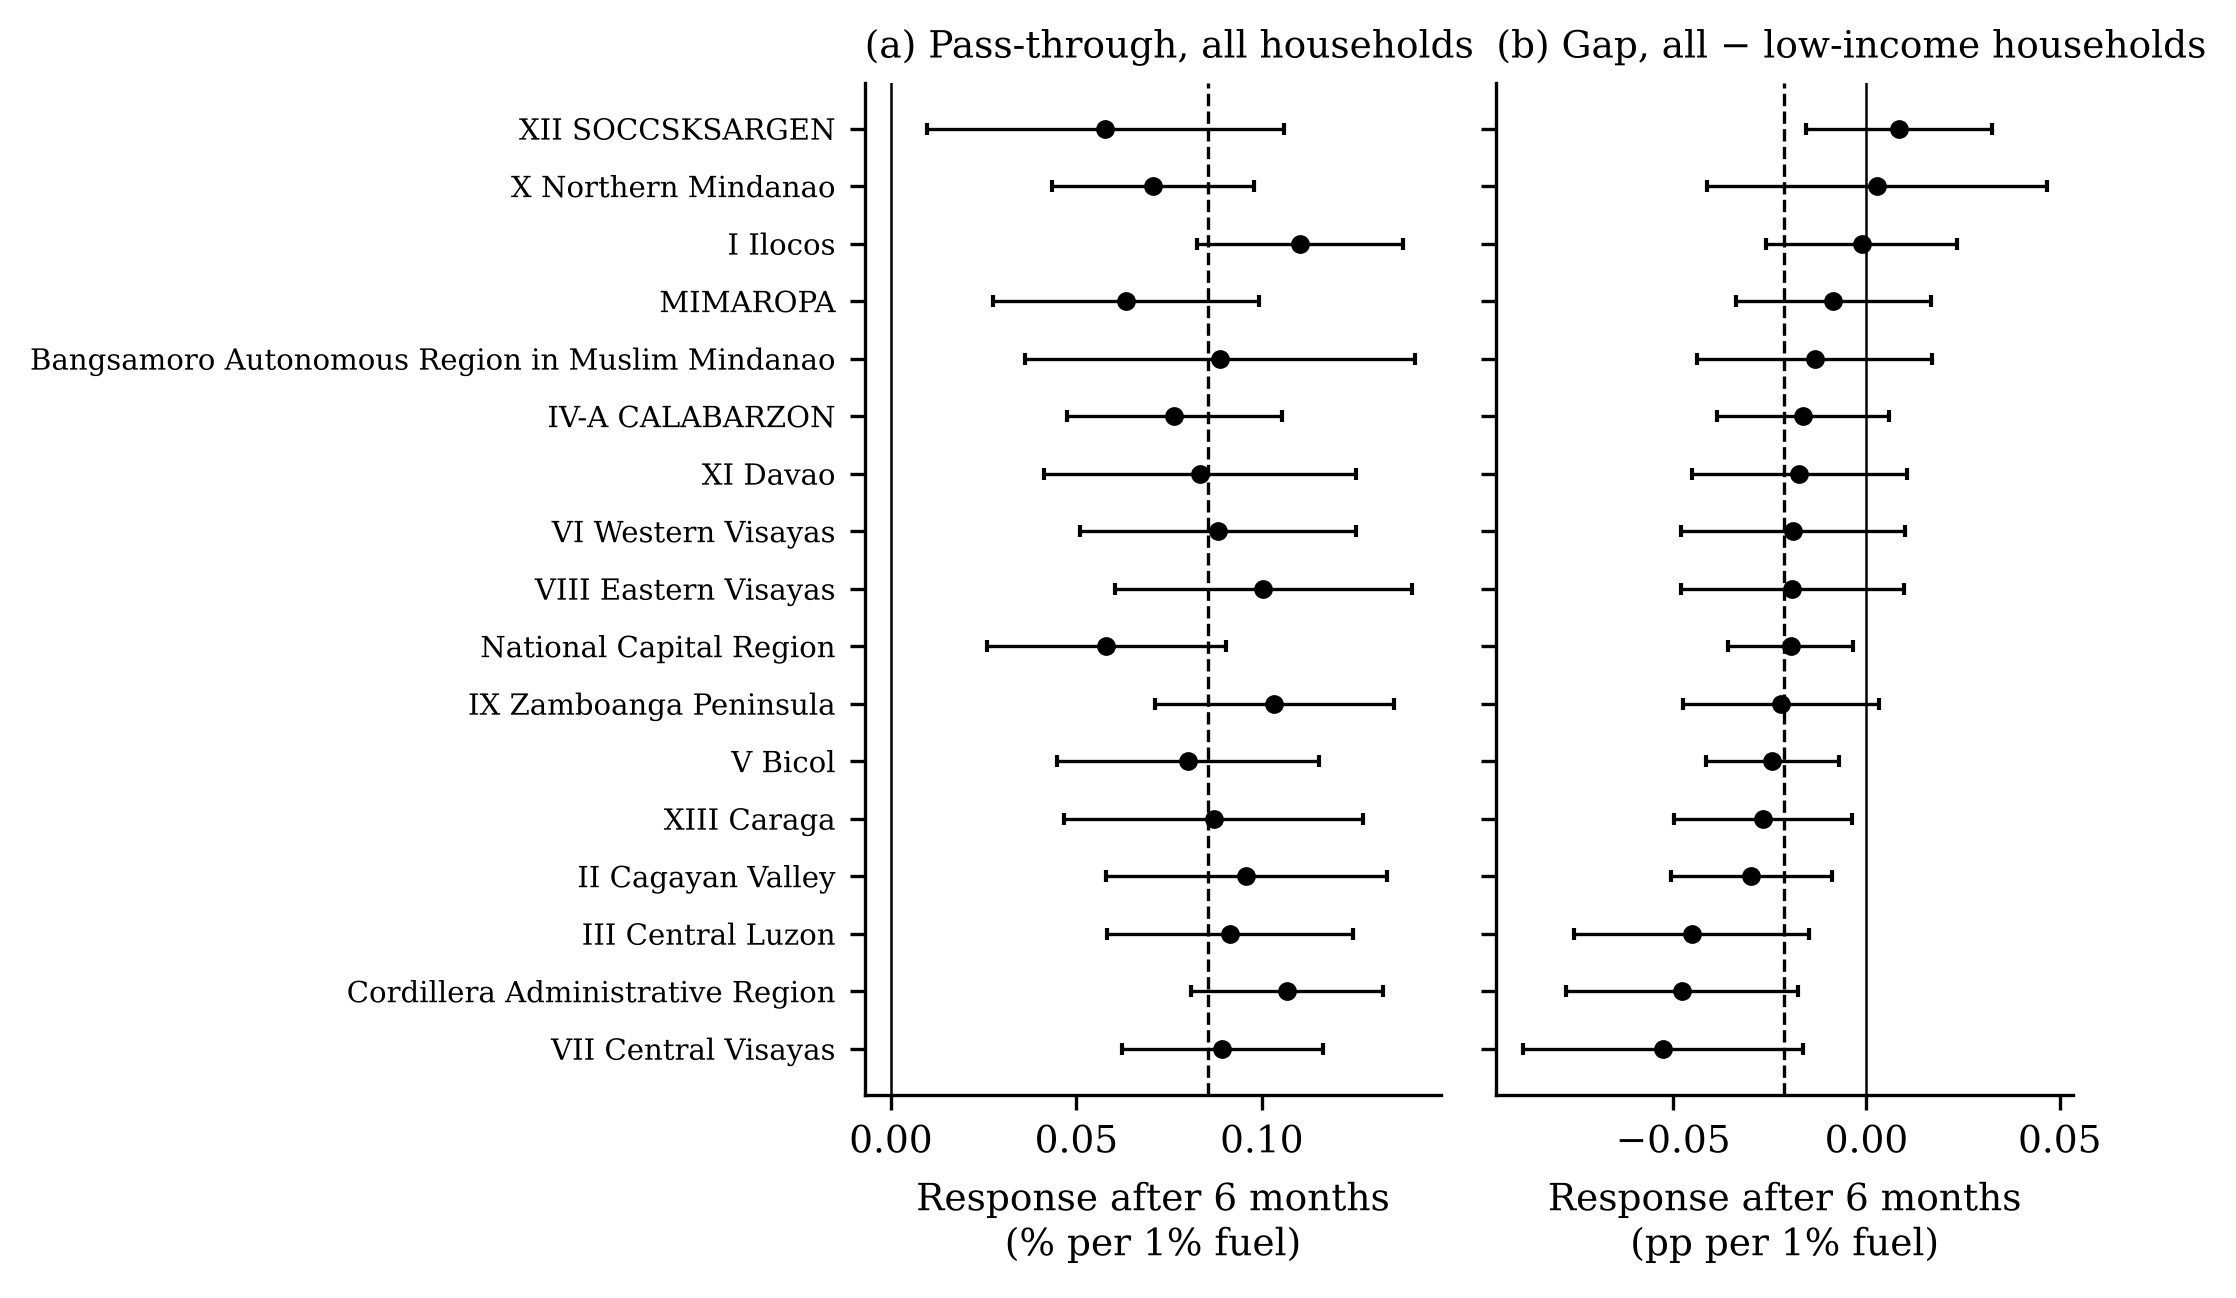 (a) Pass-through, all households
(b) Gap, all − low-income households
XII SOCCSKSARGEN
X Northern Mindanao
I Ilocos
MIMAROPA
Bangsamoro Autonomous Region in Muslim Mindanao
IV-A CALABARZON
XI Davao
VI Western Visayas
VIII Eastern Visayas
National Capital Region
IX Zamboanga Peninsula
V Bicol
XIII Caraga
II Cagayan Valley
III Central Luzon
Cordillera Administrative Region
VII Central Visayas
0.00 0.05 0.10
Response after 6 months
(% per 1% fuel)
−0.05 0.00 0.05
Response after 6 months
(pp per 1% fuel)